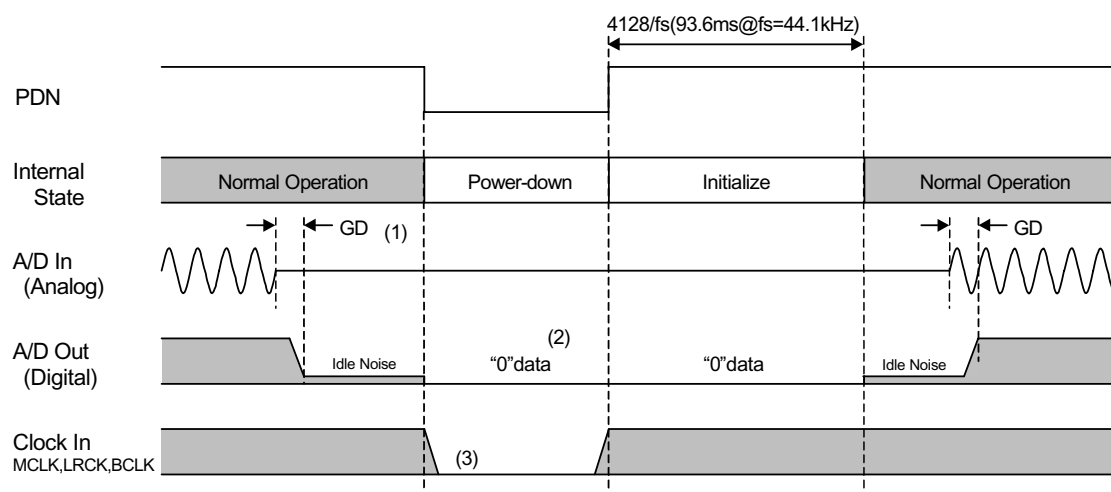 4128/fs(93.6ms@fs=44.1kHz)
PDN
Internal
State
Normal Operation
Power-down
Initialize
Normal Operation
GD
(1)
GD
A/D In
(Analog)
A/D Out
(Digital)
Idle Noise
(2)
“0”data
“0”data
Idle Noise
Clock In
MCLK,LRCK,BCLK
(3)